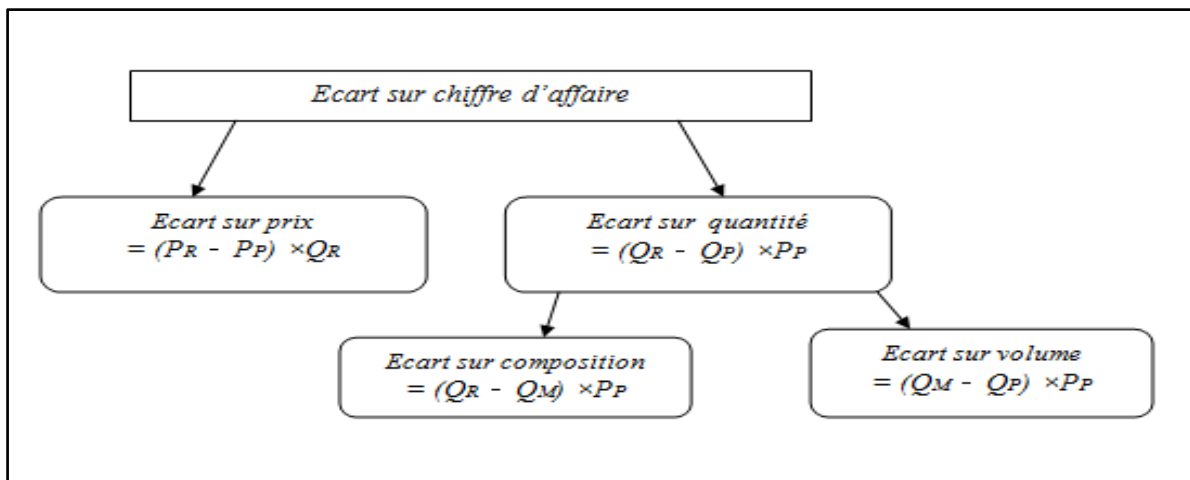 Ecart sur chiffre d'affaire
Ecart sur prix
= (PR - PP) ×QR
Ecart sur quantité
= (QR - QP) ×PP
Ecart sur composition
= (QR - QM) ×PP
Ecart sur volume
= (QM - QP) ×PP